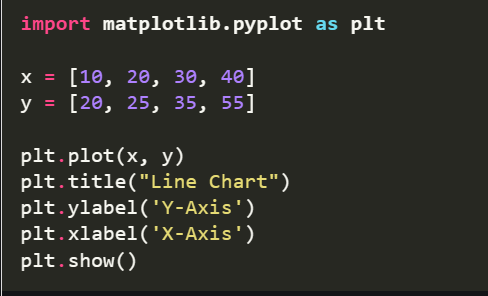 import matplotlib.pyplot as plt
x = [10, 20, 30, 40]
y = [20, 25, 35, 55]
plt.plot(x, y)
plt.title("Line Chart")
plt.ylabel('Y-Axis')
plt.xlabel('X-Axis')
plt.show()